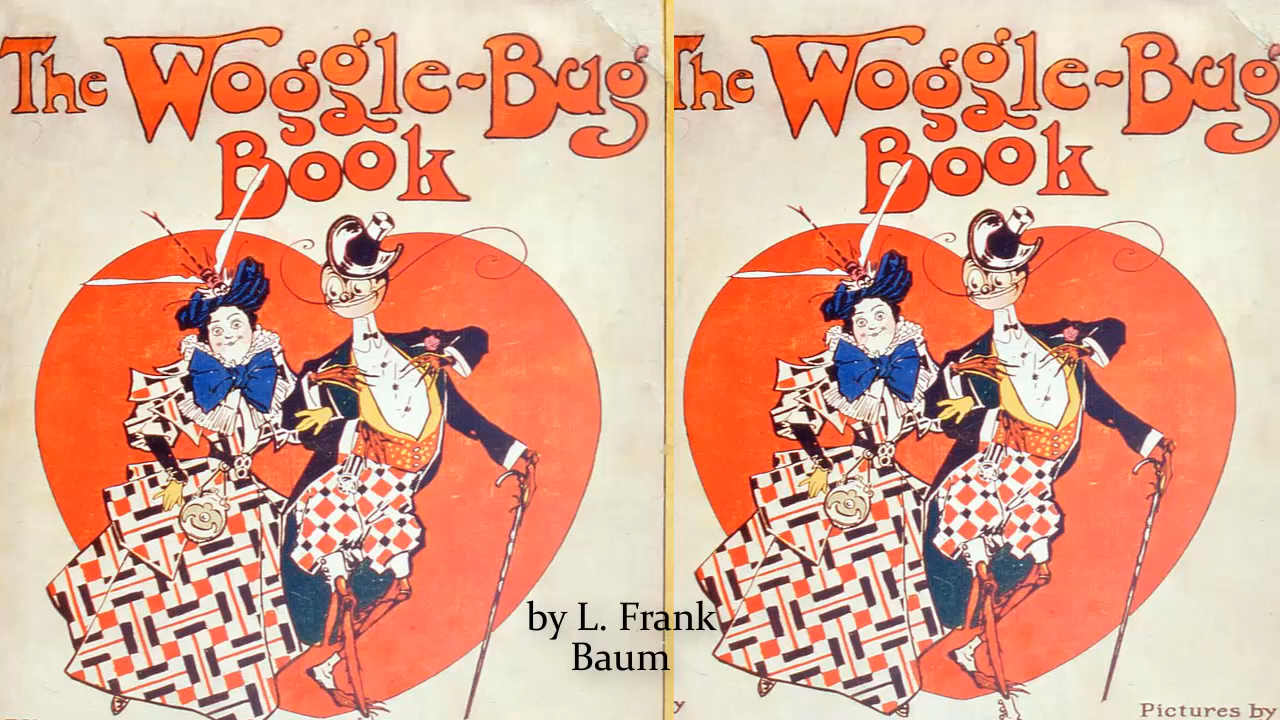 The Woggle-Bug
Book
The Woggle-Bug
Book
by L. Frank
Baum
Pictures by